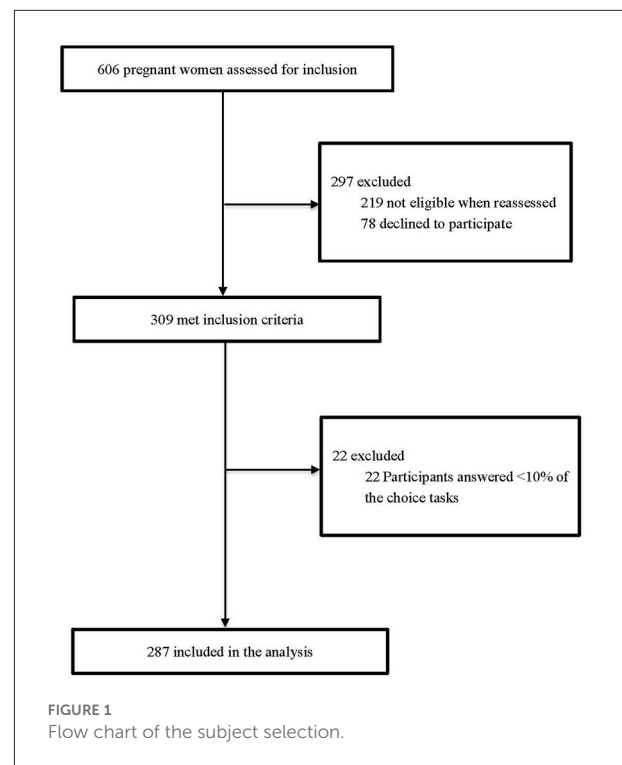 606 pregnant women assessed for inclusion
297 excluded
219 not eligible when reassessed
78 declined to participate
309 met inclusion criteria
22 excluded
22 Participants answered <10% of
the choice tasks
287 included in the analysis
FIGURE 1
Flow chart of the subject selection.